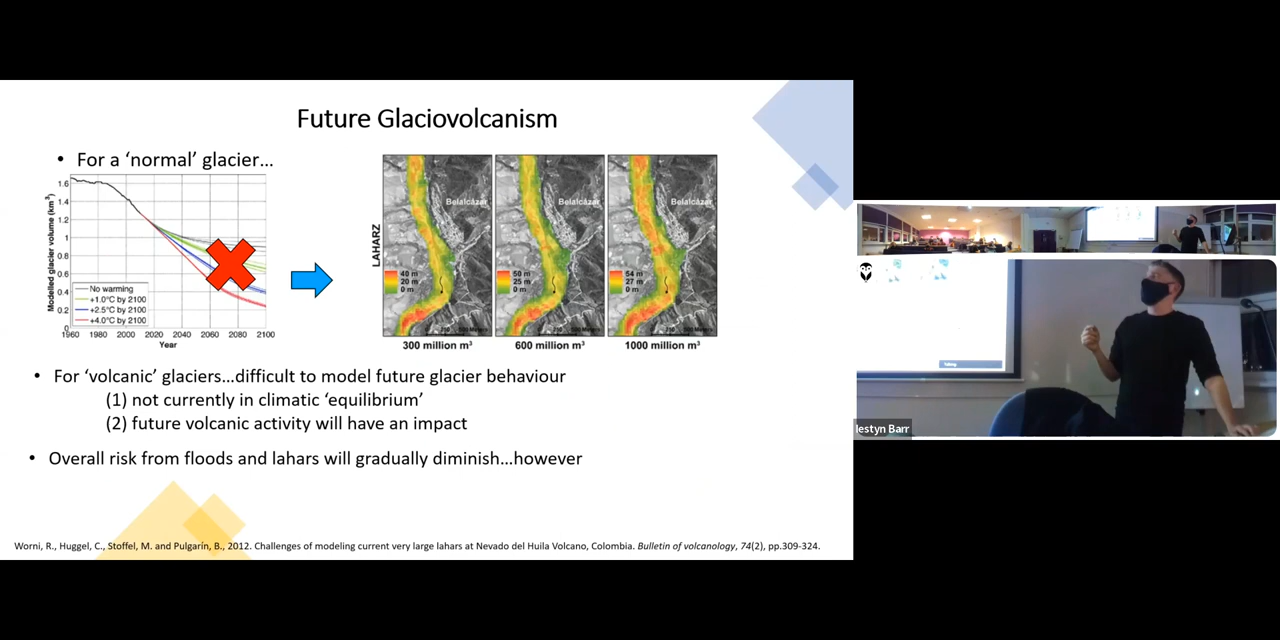 Future Glaciovolcanism
• For a ‘normal’ glacier…
Modelled glacier volume (km³)
1.6
1.4
1.2
1
0.8
0.6
0.4
0.2
0
No warming
+1.0°C by 2100
+2.5°C by 2100
+4.0°C by 2100
1960 1980 2000 2020 2040 2060 2080 2100
Year
LAHARZ
Belalcázar
40 m
20 m
0 m
300 million m³
Belalcázar
50 m
25 m
0 m
600 million m³
Belalcázar
54 m
27 m
0 m
1000 million m³
• For ‘volcanic’ glaciers…difficult to model future glacier behaviour
(1) not currently in climatic ‘equilibrium’
(2) future volcanic activity will have an impact
• Overall risk from floods and lahars will gradually diminish…however
Worni, R., Huggel, C., Stoffel, M. and Pulgarín, B., 2012. Challenges of modeling current very large lahars at Nevado del Huila Volcano, Colombia. Bulletin of volcanology, 74(2), pp.309-324.
Iestyn Barr